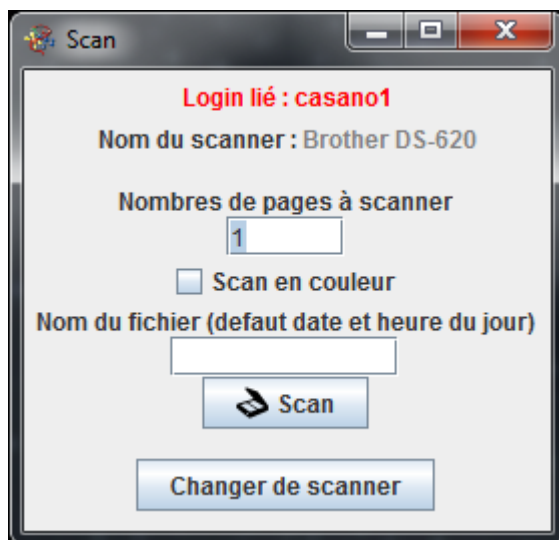 Scan
Login lié : casano1
Nom du scanner : Brother DS-620
Nombres de pages à scanner
1
Scan en couleur
Nom du fichier (defaut date et heure du jour)
Scan
Changer de scanner